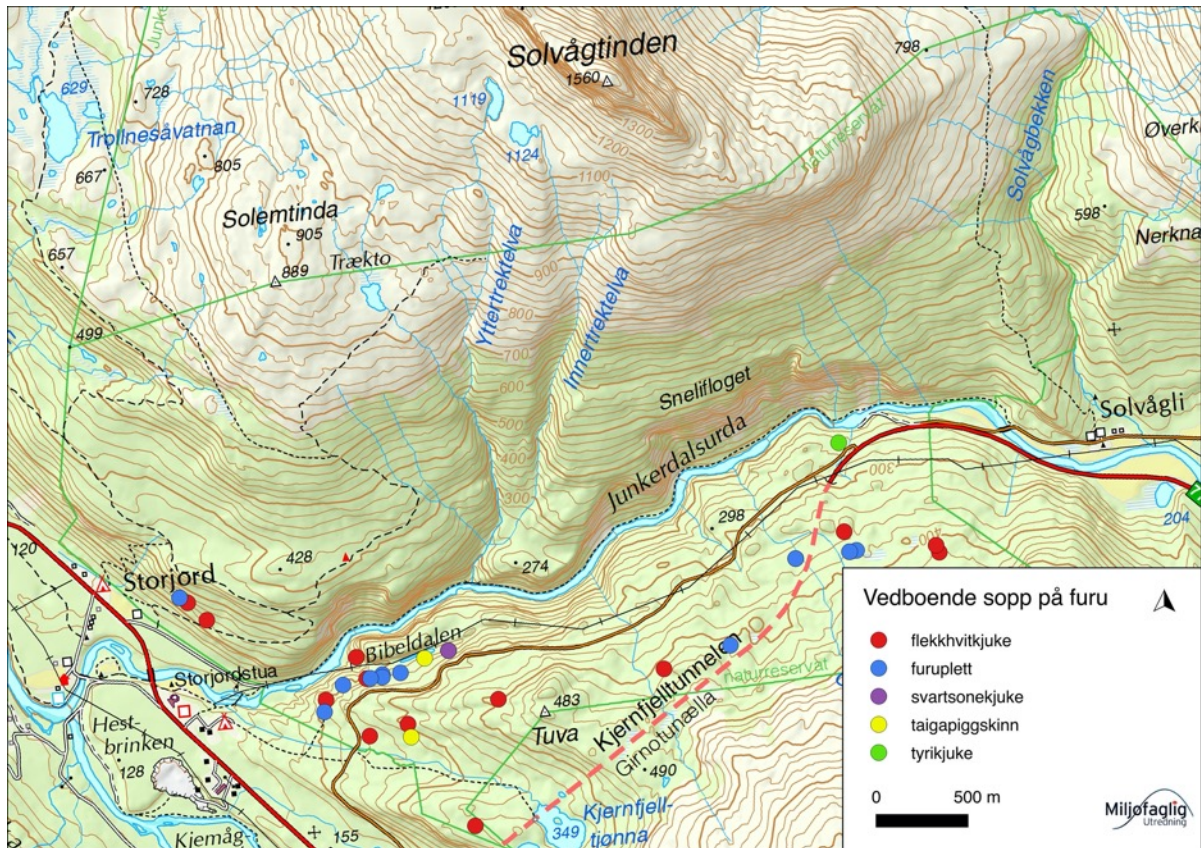 Solvågtinden
1560
798
629
728
1119
Junke
Trollnesåvatnan
1124
1300
1200
naturreservat
Solvågbekken
Øverk
805
667
1100
598
Solemtinda
905
Nerkna
657
889
Trækto
900
800
Yttertrektelva
Innertrektelva
499
700
600
500
400
300
Snelifloget
Junkerdalsurda
Solvågli
300
204
400
298
120
428
274
Storjord
Bibeldalen
Storjordstua
483
Tuva
Kjernfjelltunnelen
Girnotunælla
naturreservat
490
Hest-
brinken
128
155
Kjernfjell-
tjønna
349
Kjemåg-
Vedboende sopp på furu
flekkhvitkjuke
furuplett
svartsonekjuke
taigapiggskinn
tyrikjuke
0 500 m
Miljøfaglig
Utredning